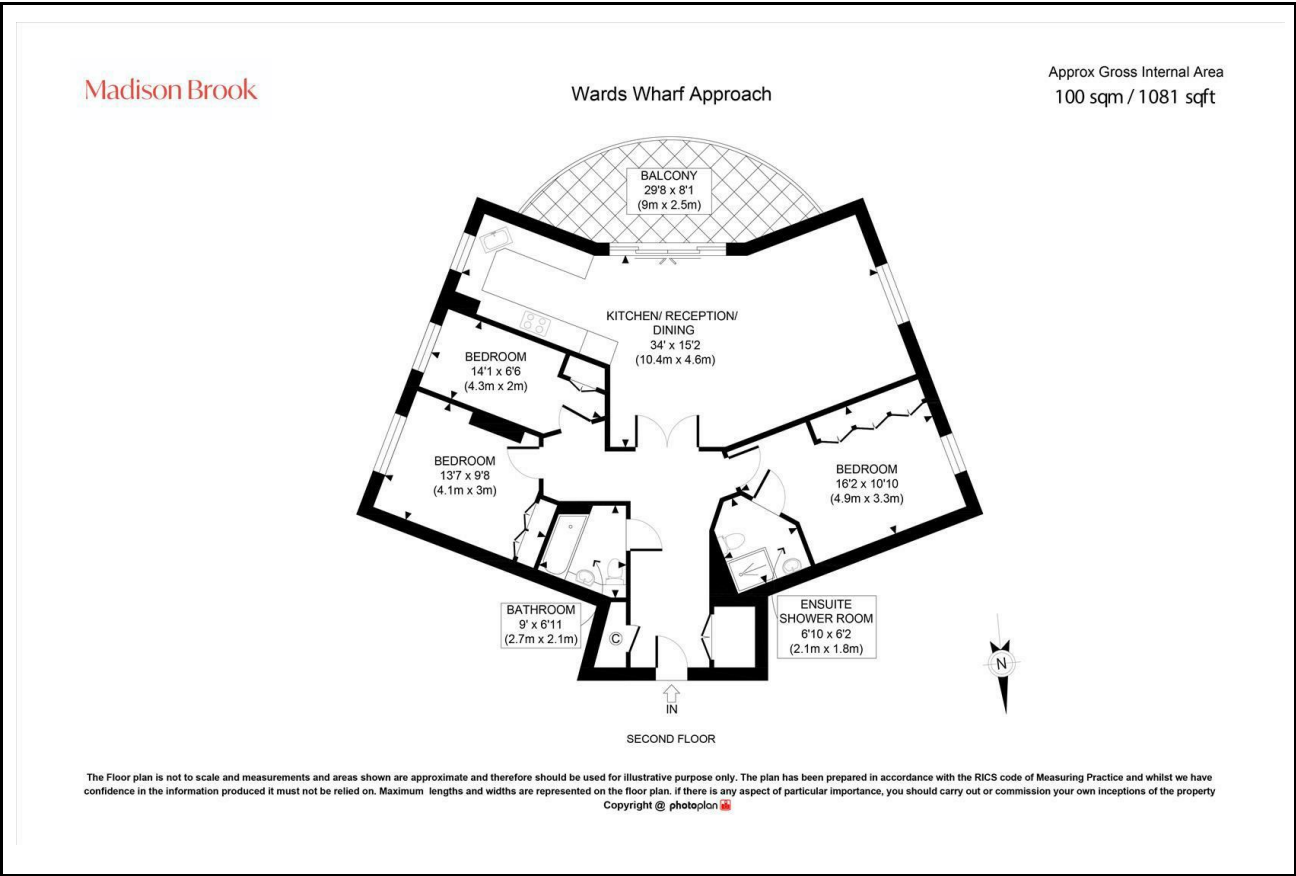 Madison Brook
Wards Wharf Approach
Approx Gross Internal Area
100 sqm / 1081 sqft
BALCONY
29'8 x 8'1
(9m x 2.5m)
KITCHEN/ RECEPTION/
DINING
34' x 15'2
(10.4m x 4.6m)
BEDROOM
14'1 x 6'6
(4.3m x 2m)
BEDROOM
13'7 x 9'8
(4.1m x 3m)
BEDROOM
16'2 x 10'10
(4.9m x 3.3m)
BATHROOM
9' x 6'11
(2.7m x 2.1m)
C
ENSUITE
SHOWER ROOM
6'10 x 6'2
(2.1m x 1.8m)
N
IN
SECOND FLOOR
The Floor plan is not to scale and measurements and areas shown are approximate and therefore should be used for illustrative purpose only. The plan has been prepared in accordance with the RICS code of Measuring Practice and whilst we have
confidence in the information produced it must not be relied on. Maximum lengths and widths are represented on the floor plan. if there is any aspect of particular importance, you should carry out or commission your own inceptions of the property
Copyright @ photoplan